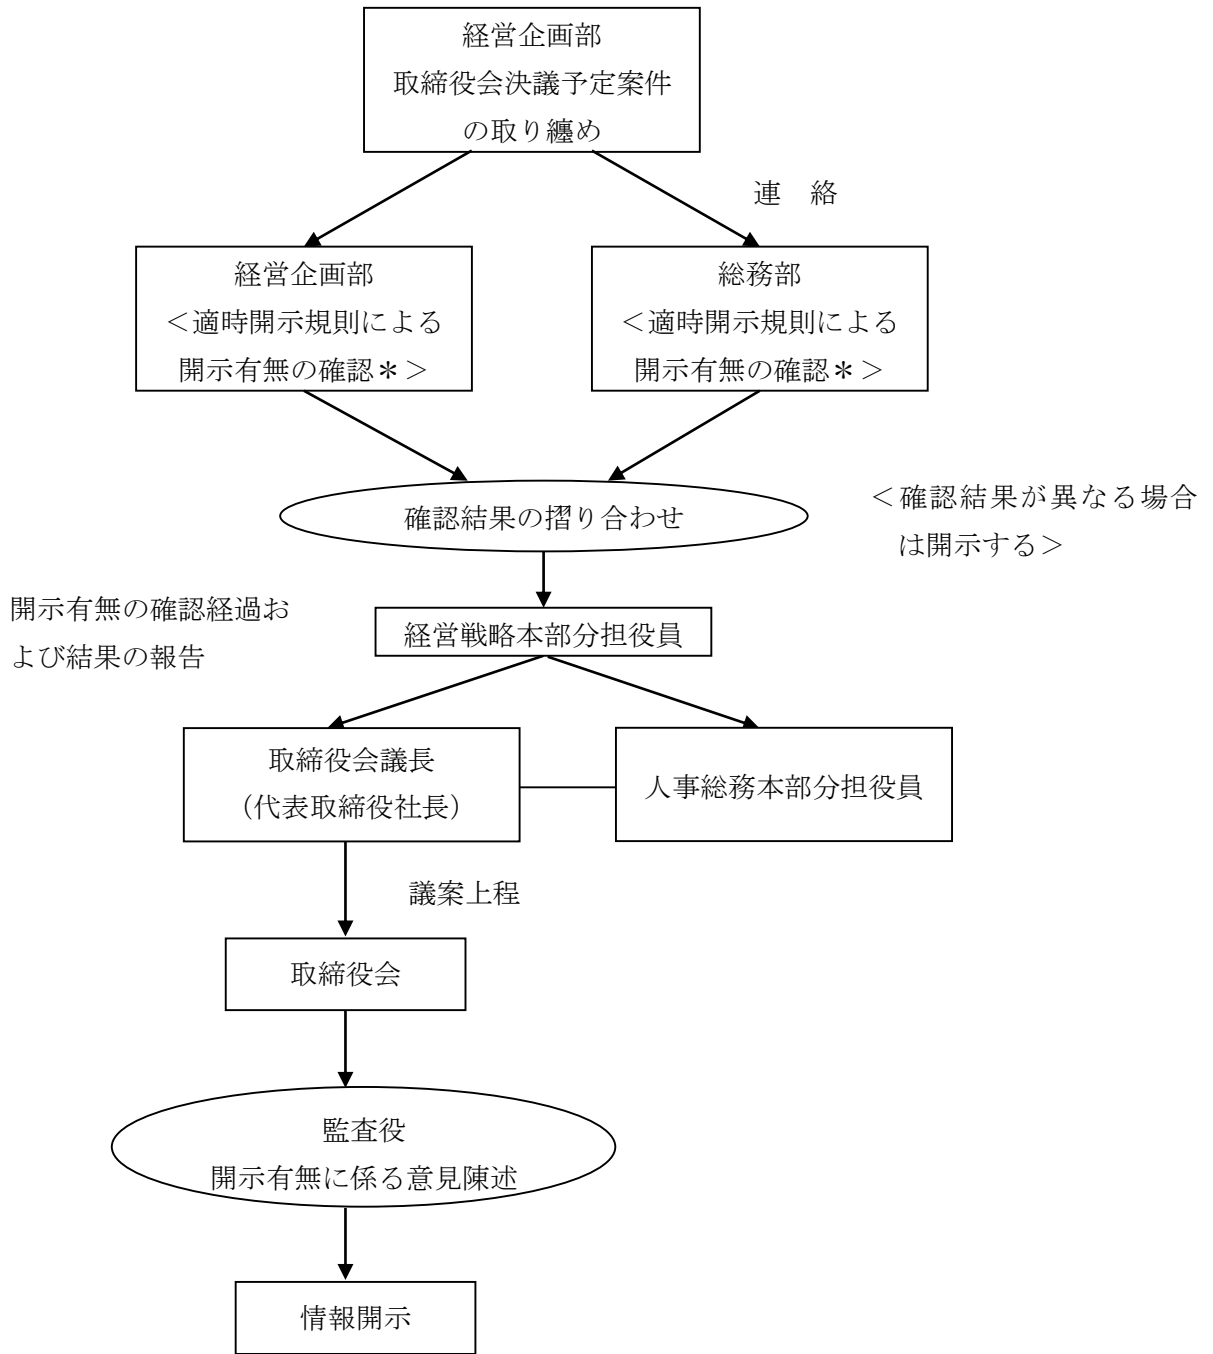 経営企画部
取締役会決議予定案件
の取り纏め
連　絡
経営企画部
＜適時開示規則による
開示有無の確認＊＞
総務部
＜適時開示規則による
開示有無の確認＊＞
確認結果の摺り合わせ
＜確認結果が異なる場合
は開示する＞
開示有無の確認経過お
よび結果の報告
経営戦略本部分担役員
取締役会議長
（代表取締役社長）
人事総務本部分担役員
議案上程
取締役会
監査役
開示有無に係る意見陳述
情報開示